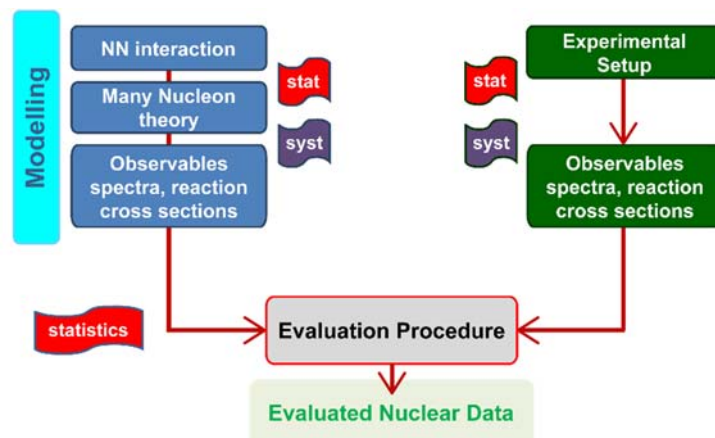 Modelling
NN interaction
Many Nucleon
theory
Observables
spectra, reaction
cross sections
stat
syst
stat
syst
Experimental
Setup
Observables
spectra, reaction
cross sections
statistics
Evaluation Procedure
Evaluated Nuclear Data